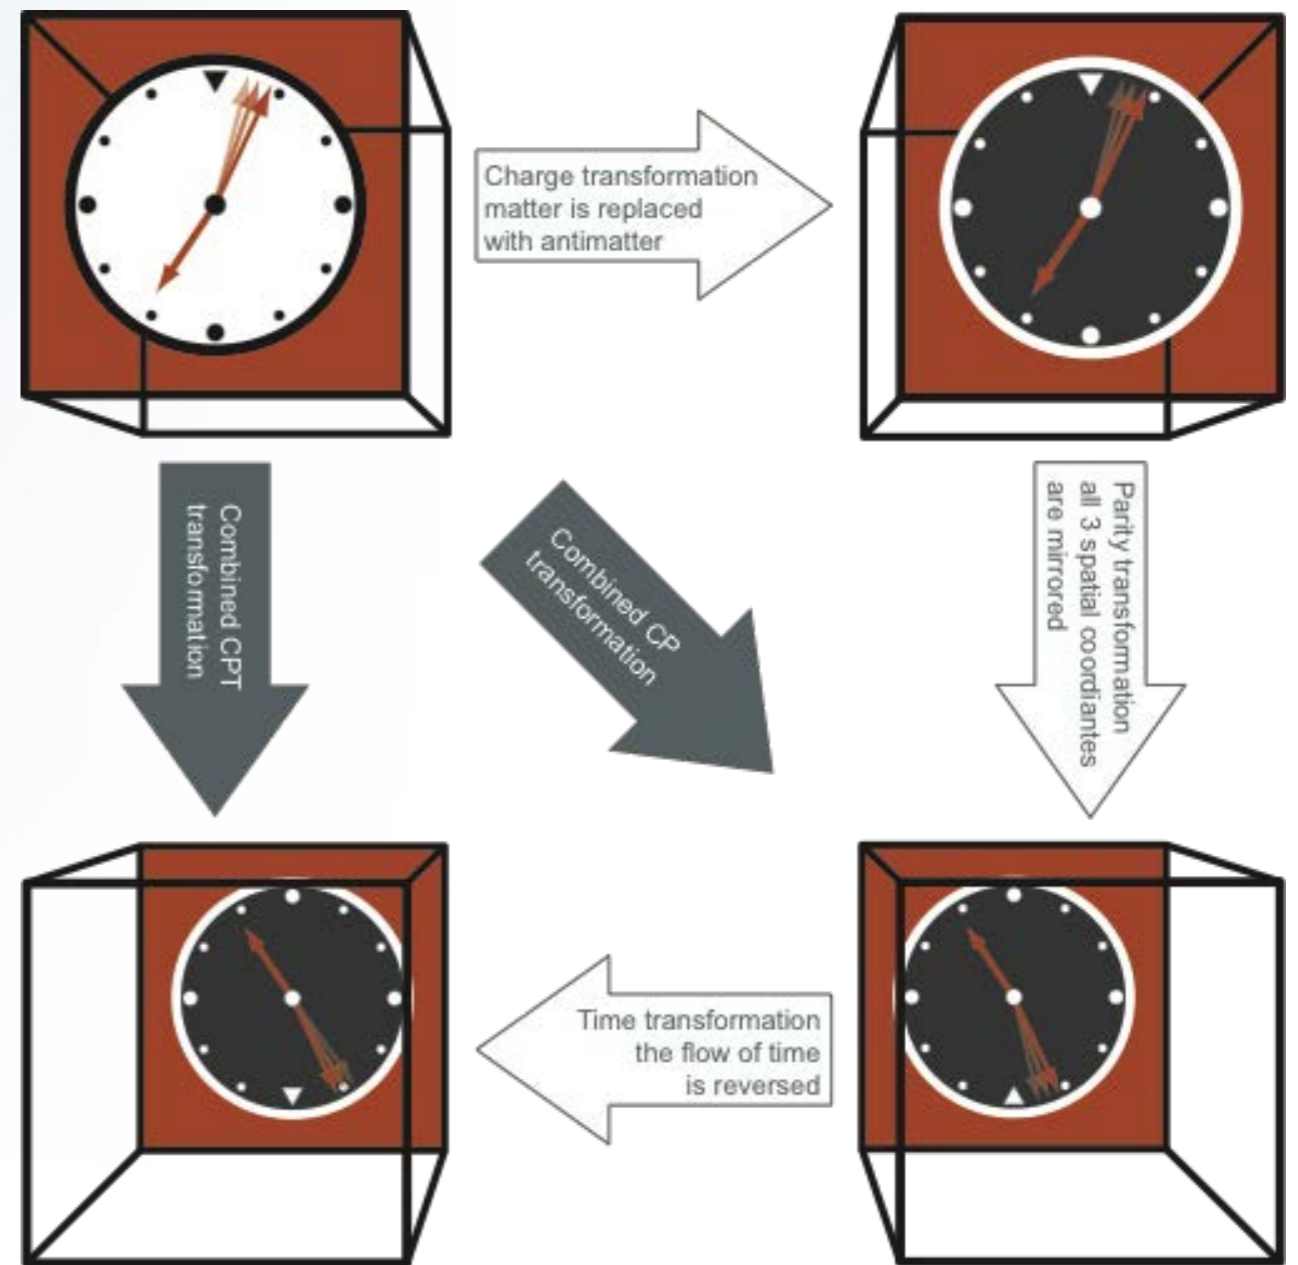 Charge transformation
matter is replaced
with antimatter
Combined CPT
transformation
Combined CP
transformation
Parity transformation
all 3 spatial coordiantes
are mirrored
Time transformation
the flow of time
is reversed